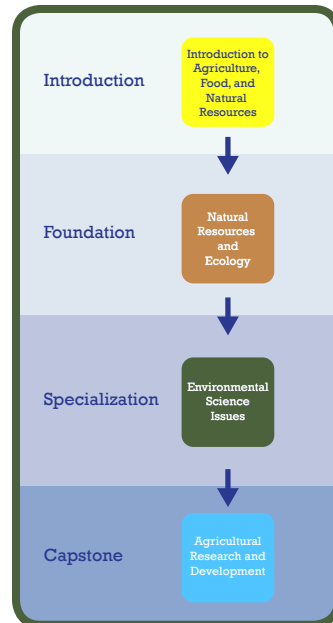 Introduction
Introduction to
Agriculture,
Food, and
Natural
Resources
Foundation
Natural
Resources
and
Ecology
Specialization
Environmental
Science
Issues
Capstone
Agricultural
Research and
Development